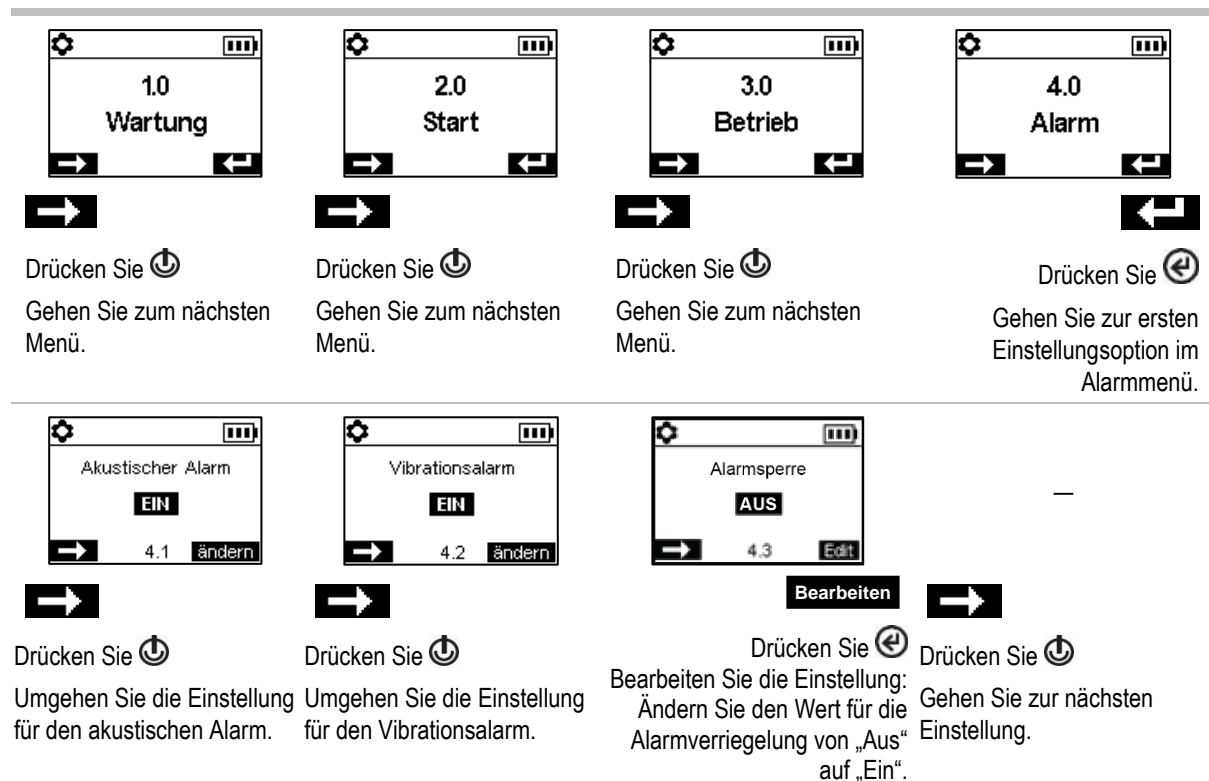 1.0
Wartung
2.0
Start
3.0
Betrieb
4.0
Alarm
Drücken Sie
Gehen Sie zum nächsten
Menü.
Drücken Sie
Gehen Sie zum nächsten
Menü.
Drücken Sie
Gehen Sie zum nächsten
Menü.
Drücken Sie
Gehen Sie zur ersten
Einstellungsoption im
Alarmmenü.
Akustischer Alarm
EIN
4.1 ändern
Vibrationsalarm
EIN
4.2 ändern
Alarmsperre
AUS
4.3 Edit
—
Drücken Sie
Umgehen Sie die Einstellung
für den akustischen Alarm.
Drücken Sie
Umgehen Sie die Einstellung
für den Vibrationsalarm.
Bearbeiten
Drücken Sie
Bearbeiten Sie die Einstellung:
Ändern Sie den Wert für die
Alarmverriegelung von „Aus“
auf „Ein“.
Drücken Sie
Gehen Sie zur nächsten
Einstellung.